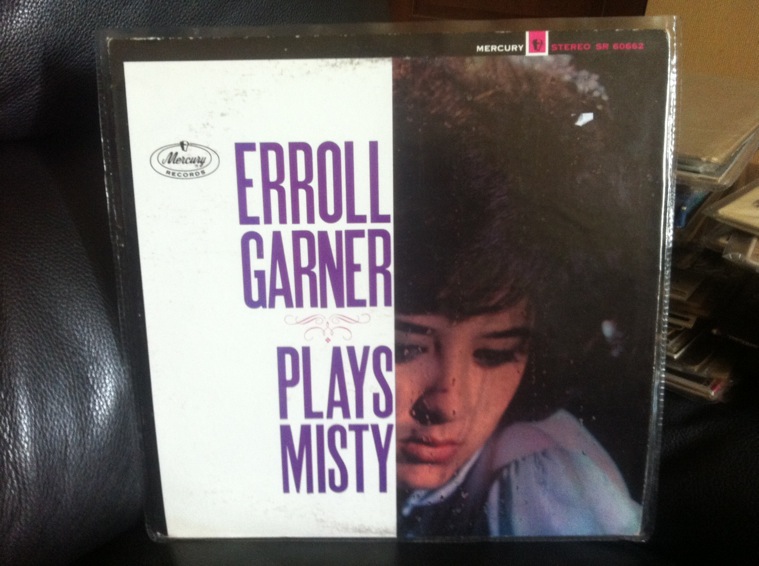 MERCURY STEREO SR 60662
Mercury
RECORDS
ERROLL
GARNER
PLAYS
MISTY